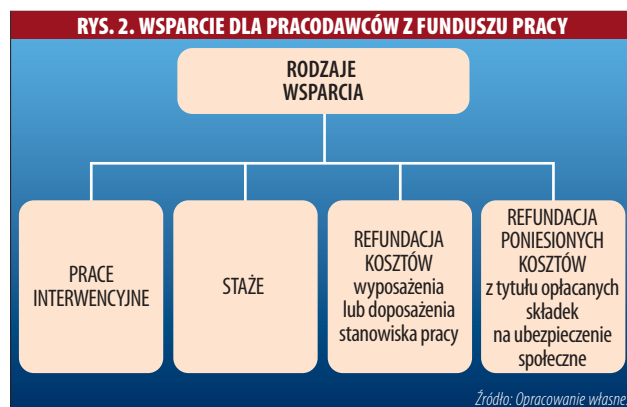 RYS. 2. WSPARCIE DLA PRACODAWCÓW Z FUNDUSZU PRACY
RODZAJE
WSPARCIA
PRACE
INTERWENCYJNE
STAŻE
REFUNDACJA
KOSZTÓW
wyposażenia
lub doposażenia
stanowiska pracy
REFUNDACJA
PONIESIONYCH
KOSZTÓW
z tytułu opłacanych
składek
na ubezpieczenie
społeczne
Źródło: Opracowanie własne.